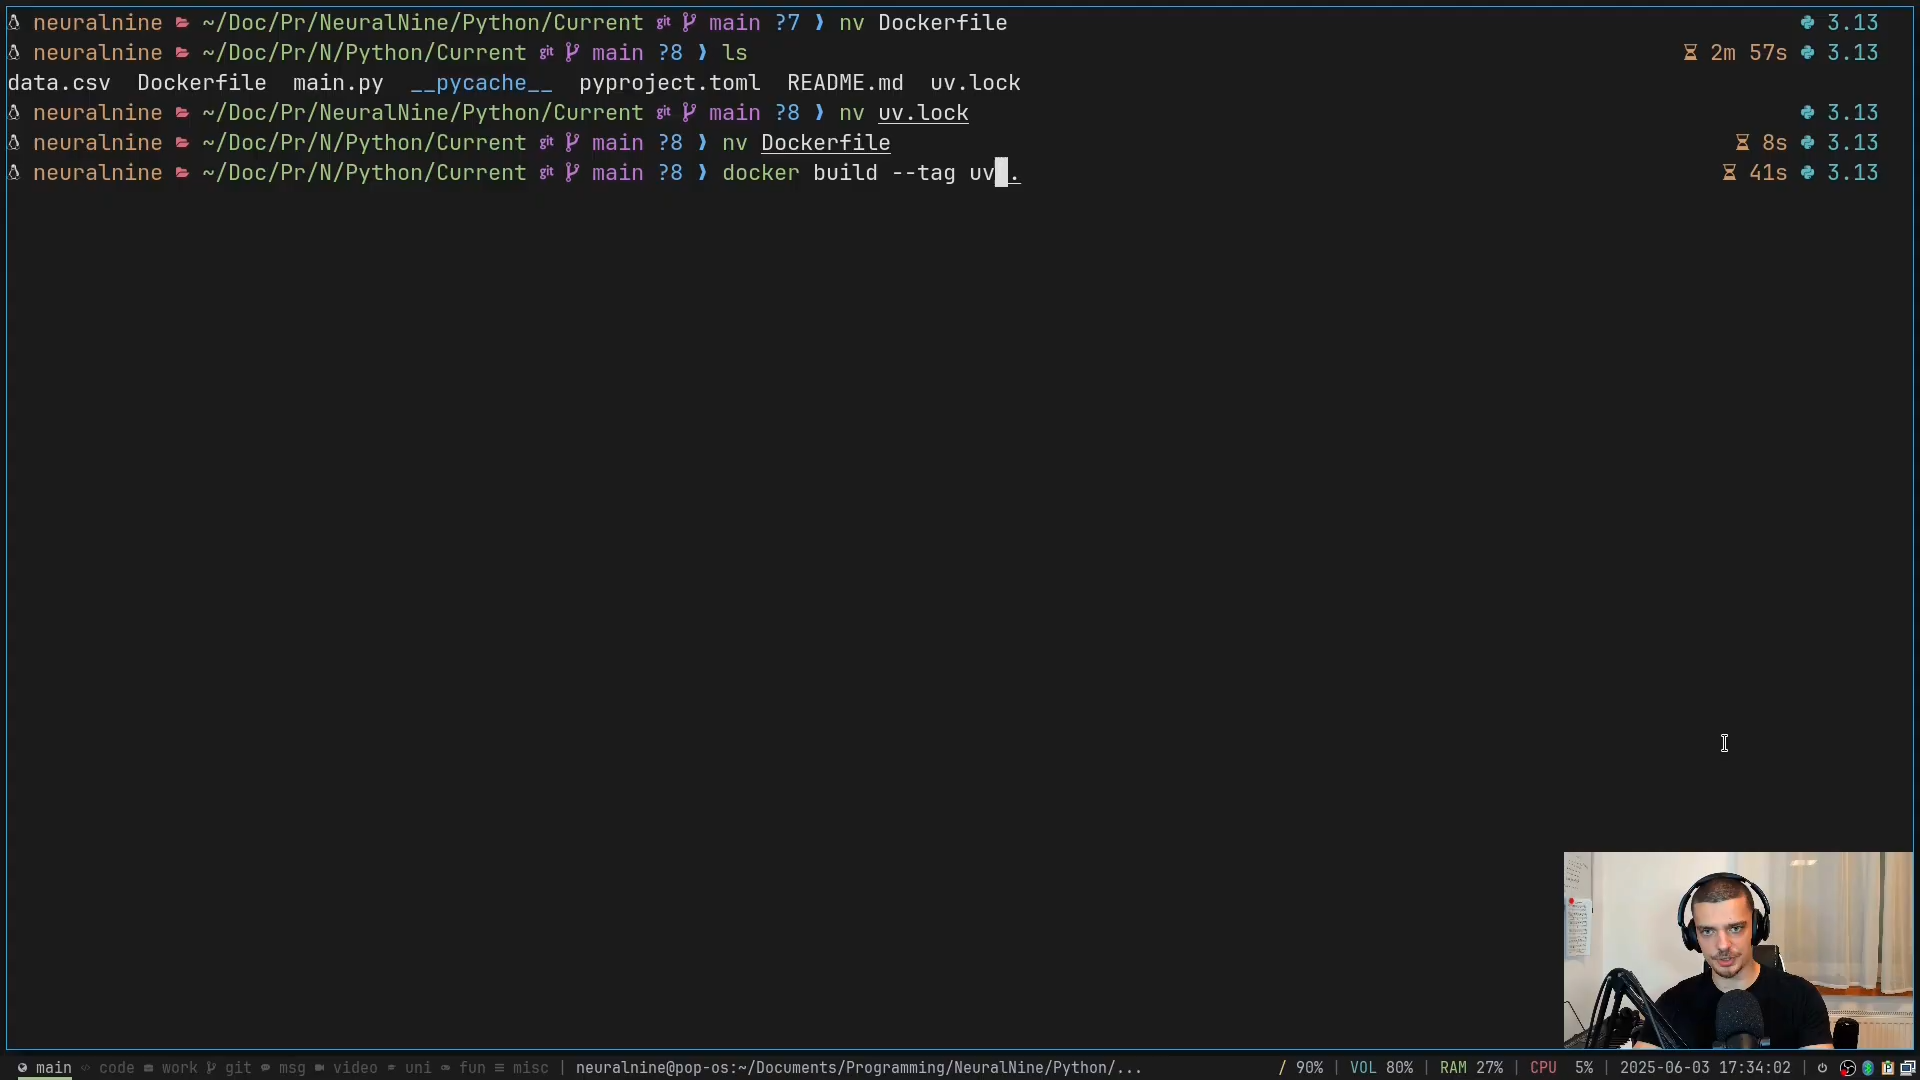 neuralnine ~/Doc/Pr/NeuralNine/Python/Current git main ?7 ❯ nv Dockerfile 3.13
neuralnine ~/Doc/Pr/N/Python/Current git main ?8 ❯ ls 2m 57s 3.13
data.csv Dockerfile main.py __pycache__ pyproject.toml README.md uv.lock
neuralnine ~/Doc/Pr/NeuralNine/Python/Current git main ?8 ❯ nv uv.lock 3.13
neuralnine ~/Doc/Pr/N/Python/Current git main ?8 ❯ nv Dockerfile 8s 3.13
neuralnine ~/Doc/Pr/N/Python/Current git main ?8 ❯ docker build --tag uv . 41s 3.13
main code work git msg video uni fun misc | neuralnine@pop-os:~/Documents/Programming/NeuralNine/Python/... / 90% | VOL 80% | RAM 27% | CPU 5% | 2025-06-03 17:34:02 |